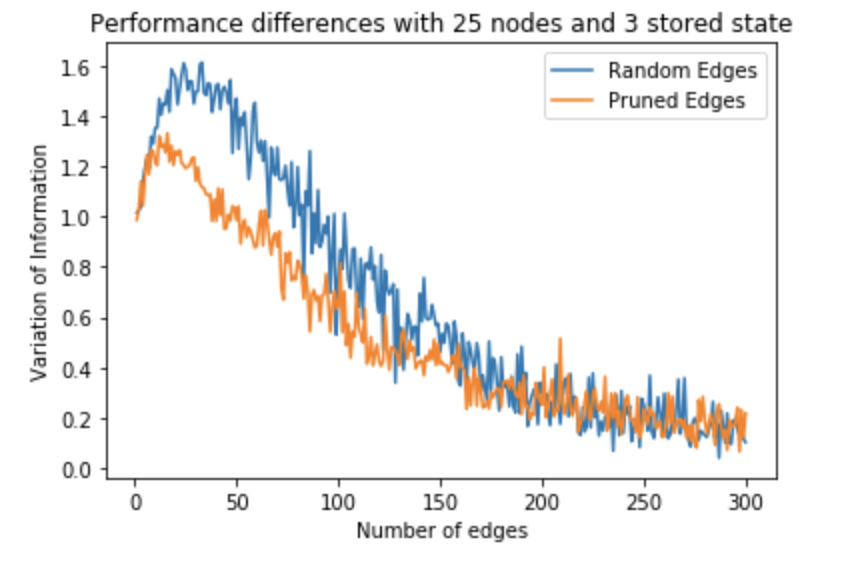 Performance differences with 25 nodes and 3 stored state
Random Edges
Pruned Edges
Variation of Information
1.6
1.4
1.2
1.0
0.8
0.6
0.4
0.2
0.0
0 50 100 150 200 250 300
Number of edges